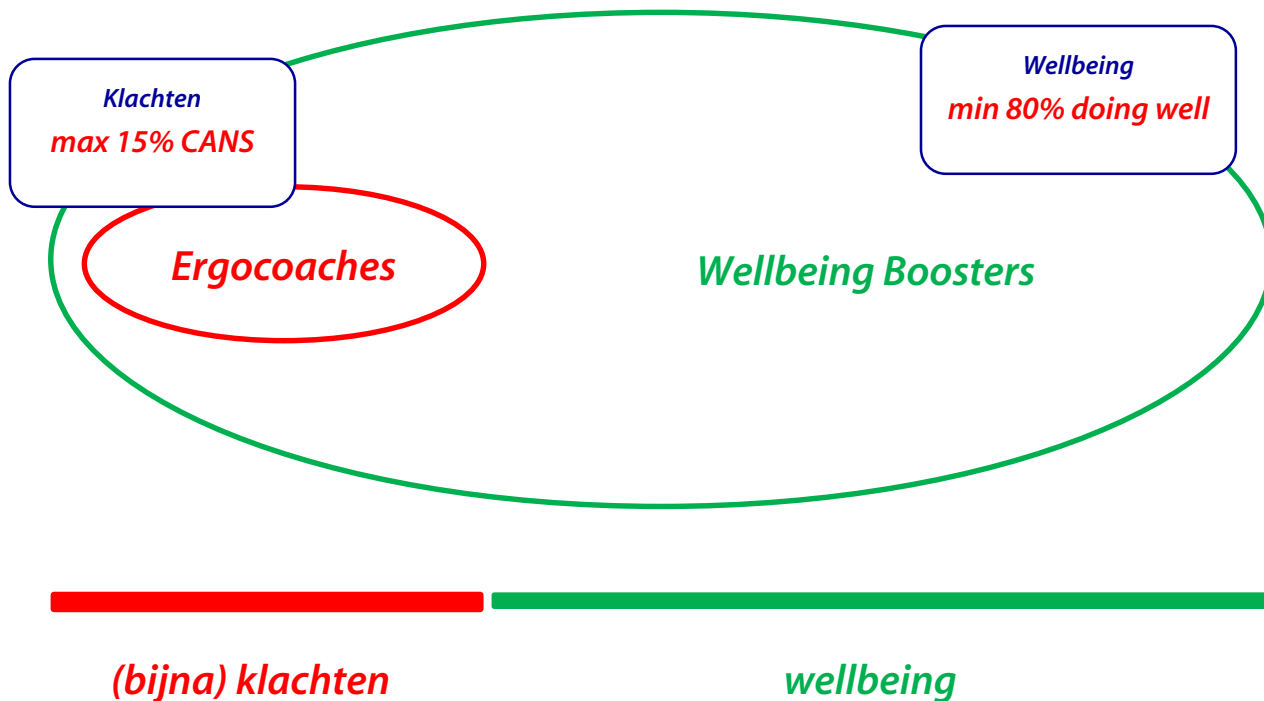 Klachten
max 15% CANS
Wellbeing
min 80% doing well
Ergocoaches
Wellbeing Boosters
(bijna) klachten
wellbeing